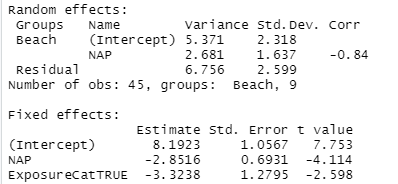 Random effects:
Groups Name Variance Std.Dev. Corr
Beach (Intercept) 5.371 2.318
NAP 2.681 1.637 -0.84
Residual 6.756 2.599
Number of obs: 45, groups: Beach, 9
Fixed effects:
Estimate Std. Error t value
(Intercept) 8.1923 1.0567 7.753
NAP -2.8516 0.6931 -4.114
ExposureCatTRUE -3.3238 1.2795 -2.598